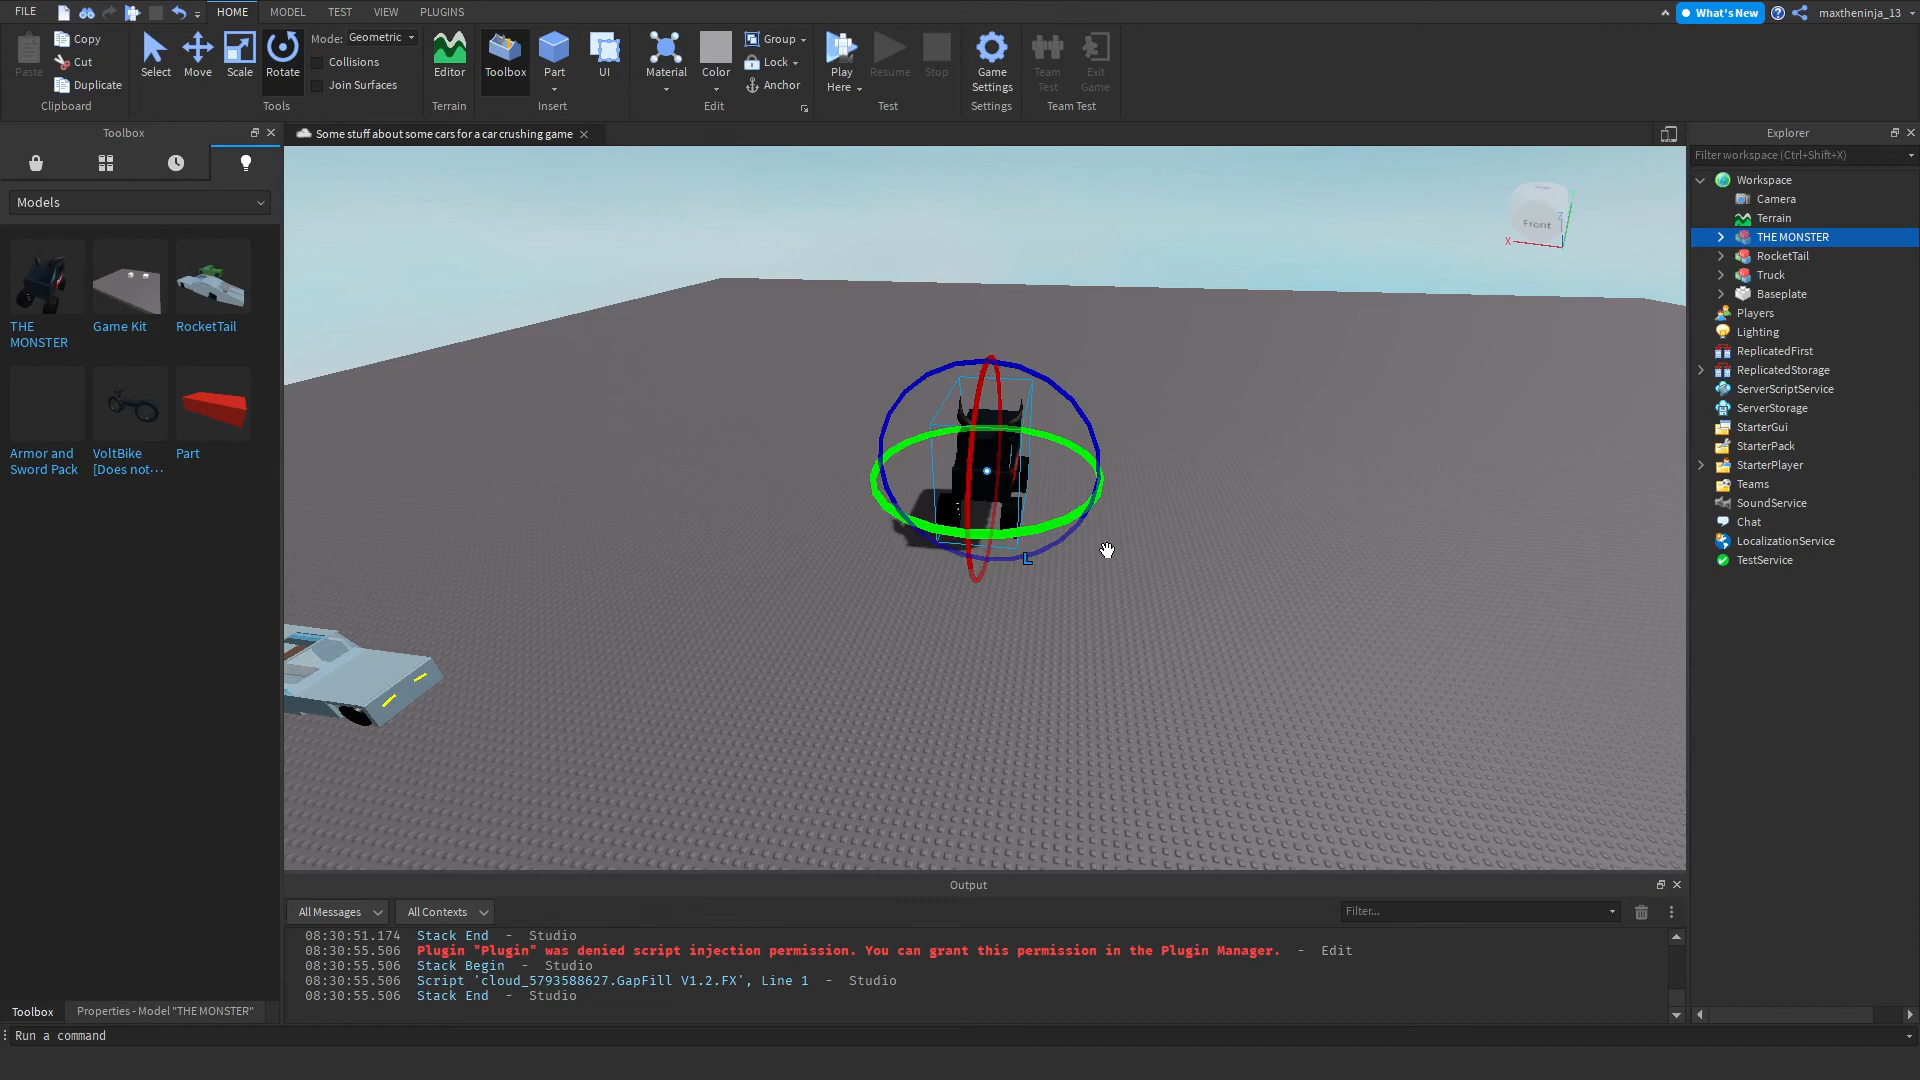 FILE
HOME
MODEL
TEST
VIEW
PLUGINS
What's New
maxtheninja_13
Paste
Copy
Cut
Duplicate
Clipboard
Select
Move
Scale
Rotate
Mode: Geometric
Collisions
Join Surfaces
Tools
Editor
Terrain
Toolbox
Part
UI
Insert
Material
Color
Group
Lock
Anchor
Edit
Play
Here
Resume
Stop
Test
Game
Settings
Settings
Team
Test
Exit
Game
Team Test
Toolbox
Models
THE
MONSTER
Game Kit
RocketTail
Armor and
Sword Pack
VoltBike
[Does not···
Part
Some stuff about some cars for a car crushing game
Front
X
Y
Z
L
Explorer
Filter workspace (Ctrl+Shift+X)
Workspace
Camera
Terrain
THE MONSTER
RocketTail
Truck
Baseplate
Players
Lighting
ReplicatedFirst
ReplicatedStorage
ServerScriptService
ServerStorage
StarterGui
StarterPack
StarterPlayer
Teams
SoundService
Chat
LocalizationService
TestService
Output
All Messages
All Contexts
Filter...
08:30:51.174 Stack End - Studio
08:30:55.506 Plugin "Plugin" was denied script injection permission. You can grant this permission in the Plugin Manager. - Edit
08:30:55.506 Stack Begin - Studio
08:30:55.506 Script 'cloud_5793588627.GapFill V1.2.FX', Line 1 - Studio
08:30:55.506 Stack End - Studio
Toolbox
Properties - Model "THE MONSTER"
Run a command